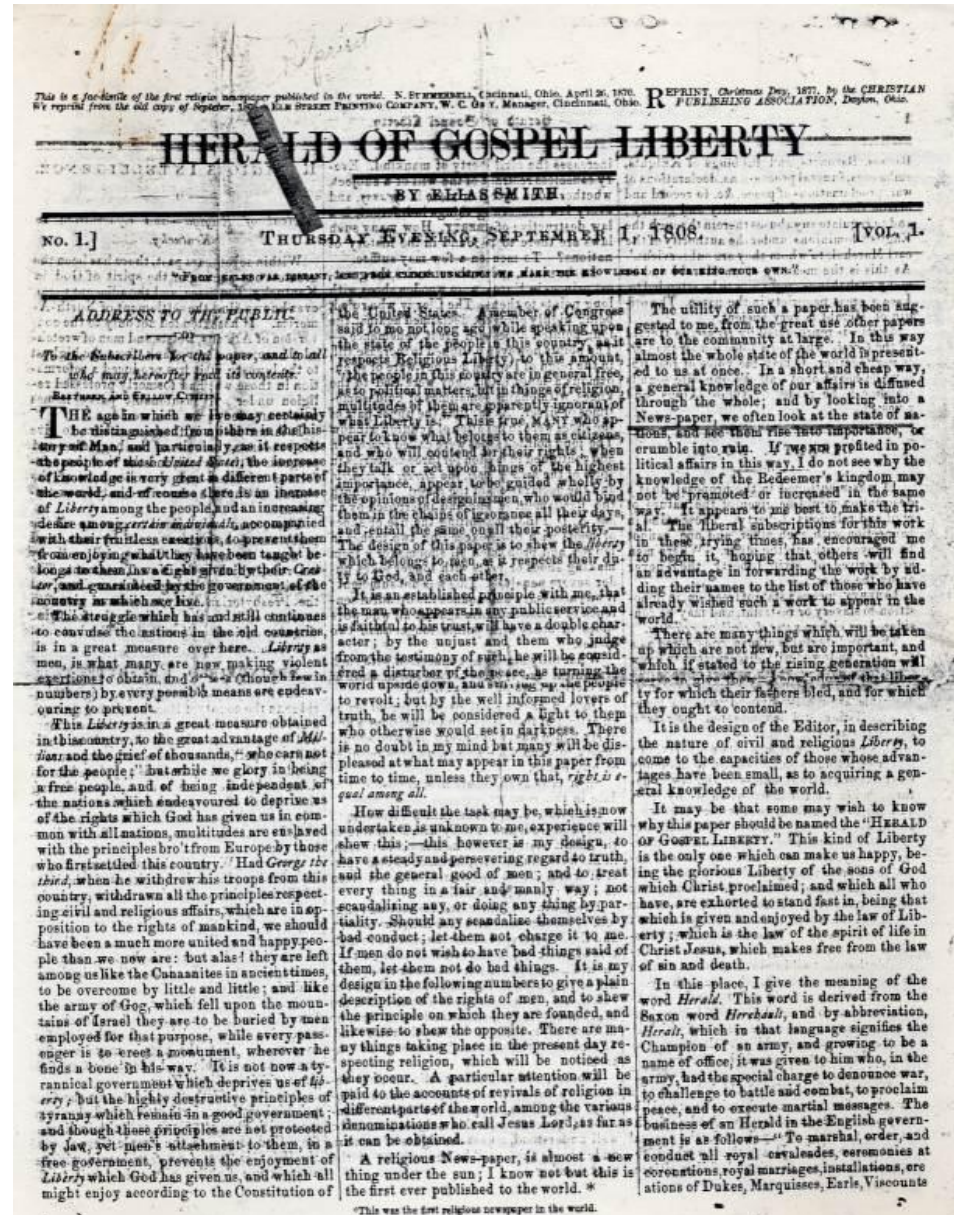 This is a fac-simile of the first religious newspaper published in the world. N. SUMMERBELL, Cincinnati, Ohio. April 26, 1870.
We reprint from the old copy of ELM STREET PRINTING COMPANY, W. C. Manager, Cincinnati, Ohio.
REPRINT, Christmas Day, 1877, by the CHRISTIAN
PUBLISHING ASSOCIATION, Dayton, Ohio.
HERALD OF GOSPEL LIBERTY
BY ELIAS SMITH.
NO. 1.] THURSDAY EVENING, SEPTEMBER 1, 1808. [VOL. 1.
"FROM REALMS FAR DISTANT, AND FROM CLIMES UNKNOWN; WE MAKE THE KNOWLEDGE OF OUR KING YOUR OWN."
ADDRESS TO THE PUBLIC.
To the Subscribers for this paper, and to all
who may hereafter read its contents.
BRETHREN AND FELLOW CITIZENS
THE age in which we live may certainly
be distinguished from others in the his-
tory of Man, and particularly as it respects
the people of these United States; the increase
of knowledge is very great in different parts of
the world, and of course there is an increase
of Liberty among the people, and an increasing
desire among certain individuals, accompanied
with their fruitless exertions, to prevent them
from enjoying what they have been taught be-
longs to them, as a right given by their Crea-
tor, and guaranteed by the government of the
country in which we live.
The struggle which has and still continues
to convulse the nations in the old countries,
is in a great measure over here. Liberty as
men, is what many are now making violent
exertions to obtain, and (though few in
numbers) by every possible means are endeav-
ouring to prevent.
This Liberty is in a great measure obtained
in this country, to the great advantage of Mil-
lions and the grief of thousands, "who care not
for the people;" but while we glory in being
a free people, and of being independent of
the nations which endeavoured to deprive us
of the rights which God has given us in com-
mon with all nations, multitudes are enslaved
with the principles bro't from Europe by those
who first settled this country. Had George the
third, when he withdrew his troops from this
country, withdrawn all the principles respect-
ing civil and religious affairs, which are in op-
position to the rights of mankind, we should
have been a much more united and happy peo-
ple than we now are: but alas! they are left
among us like the Canaanites in ancient times,
to be overcome by little and little; and like
the army of Gog, which fell upon the moun-
tains of Israel they are to be buried by men
employed for that purpose, while every pass-
enger is to erect a monument, wherever he
finds a bone in his way. It is not now a ty-
rannical government which deprives us of lib-
erty; but the highly destructive principles of
tyranny which remain in a good government;
and though these principles are not protected
by Jaw, yet men's attachment to them, in a
free government, prevents the enjoyment of
Liberty which God has given us, and which all
might enjoy according to the Constitution of
the United States. A member of Congress
said to me not long ago while speaking upon
the state of the people in this country, as it
respects Religious Liberty, to this amount,
"the people in this country are in general free,
as to political matters; but in things of religion,
multitudes of them are apparently ignorant of
what Liberty is." This is true, MANY who ap-
pear to know what belongs to them as citizens,
and who will contend for their rights; when
they talk or act upon things of the highest
importance, appear to be guided wholly by
the opinions of designing men, who would bind
them in the chains of ignorance all their days,
and entail the same on all their posterity.—
The design of this paper is to shew the liberty
which belongs to men, as it respects their du-
ty to God, and each other.
It is an established principle with me, that
the man who appears in any public service and
is faithful to his trust, will have a double char-
acter; by the unjust and them who judge
from the testimony of such, he will be consid-
ered a disturber of the peace, as turning the
world upside down, and stirring up the people
to revolt; but by the well informed lovers of
truth, he will be considered a light to them
who otherwise would set in darkness. There
is no doubt in my mind but many will be dis-
pleased at what may appear in this paper from
time to time, unless they own that, right is e-
qual among all.
How difficult the task may be, which is now
undertaken, is unknown to me, experience will
shew this;—this however is my design, to
have a steady and persevering regard to truth,
and the general good of men; and to treat
every thing in a fair and manly way; not
scandalizing any, or doing any thing by par-
tiality. Should any scandalize themselves by
bad conduct; let them not charge it to me.
If men do not wish to have bad things said of
them, let them not do bad things. It is my
design in the following numbers to give a plain
description of the rights of men, and to shew
the principle on which they are founded, and
likewise to shew the opposite. There are ma-
ny things taking place in the present day re-
specting religion, which will be noticed as
they occur. A particular attention will be
paid to the accounts of revivals of religion in
different parts of the world, among the various
denominations who call Jesus Lord, as far as
it can be obtained.
A religious News-paper, is almost a new
thing under the sun; I know not but this is
the first ever published to the world. *
The utility of such a paper has been sug-
gested to me, from the great use other papers
are to the community at large. In this way
almost the whole state of the world is present-
ed to us at once. In a short and cheap way,
a general knowledge of our affairs is diffused
through the whole; and by looking into a
News-paper, we often look at the state of na-
tions, and see them rise into importance, or
crumble into ruin. If we are profited in po-
litical affairs in this way, I do not see why the
knowledge of the Redeemer's kingdom may
not be promoted or increased in the same
way. It appears to me best to make the tri-
al. The liberal subscriptions for this work
in these trying times, has encouraged me
to begin it, hoping that others will find
an advantage in forwarding the work by ad-
ding their names to the list of those who have
already wished such a work to appear in the
world.
There are many things which will be taken
up which are not new, but are important, and
which if stated to the rising generation will
serve to give them a knowledge of that liber-
ty for which their fathers bled, and for which
they ought to contend.
It is the design of the Editor, in describing
the nature of civil and religious Liberty, to
come to the capacities of those whose advan-
tages have been small, as to acquiring a gen-
eral knowledge of the world.
It may be that some may wish to know
why this paper should be named the "HERALD
OF GOSPEL LIBERTY." This kind of Liberty
is the only one which can make us happy, be-
ing the glorious Liberty of the sons of God
which Christ proclaimed; and which all who
have, are exhorted to stand fast in, being that
which is given and enjoyed by the law of Lib-
erty; which is the law of the spirit of life in
Christ Jesus, which makes free from the law
of sin and death.
In this place, I give the meaning of the
word Herald. This word is derived from the
Saxon word Herehault, and by abbreviation,
Heralt, which in that language signifies the
Champion of an army, and growing to be a
name of office, it was given to him who, in the
army, had the special charge to denounce war,
to challenge to battle and combat, to proclaim
peace, and to execute martial messages. The
business of an Herald in the English govern-
ment is as follows—"To marshal, order, and
conduct all royal cavalcades, ceremonies at
coronations, royal marriages, installations, cre
ations of Dukes, Marquisses, Earls, Viscounts
*This was the first religious newspaper in the world.